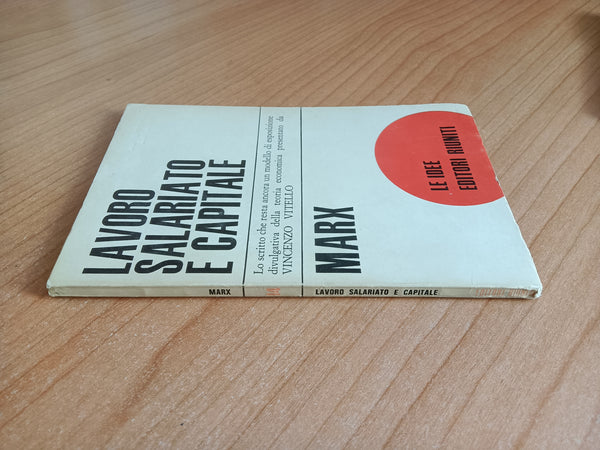 LAVORO
SALARIATO
E CAPITALE
Lo scritto che resta ancora un modello di esposizione
divulgativa della teoria economica presentato da
VINCENZO VITELLO
MARX
LE IDEE
EDITORI RIUNITI
MARX
LAVORO SALARIATO E CAPITALE